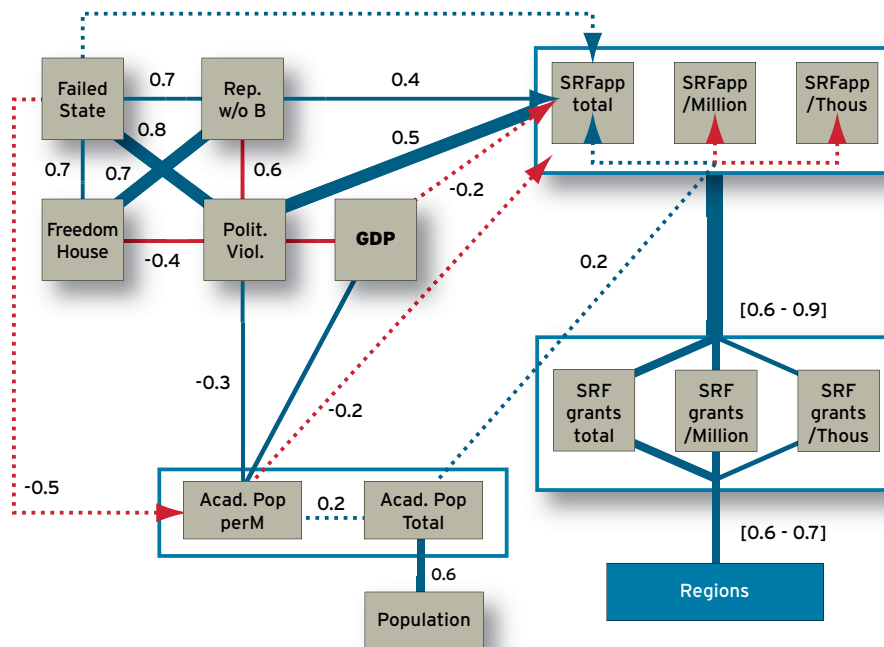 Failed
State
0.7
Rep.
w/o B
0.4
SRFapp
total
SRFapp
/Million
SRFapp
/Thous
0.8
0.5
0.7
0.7
0.6
-0.2
Freedom
House
-0.4
Polit.
Viol.
GDP
0.2
[0.6 - 0.9]
-0.3
-0.2
SRF
grants
total
SRF
grants
/Million
SRF
grants
/Thous
-0.5
Acad. Pop
perM
0.2
Acad. Pop
Total
[0.6 - 0.7]
0.6
Regions
Population